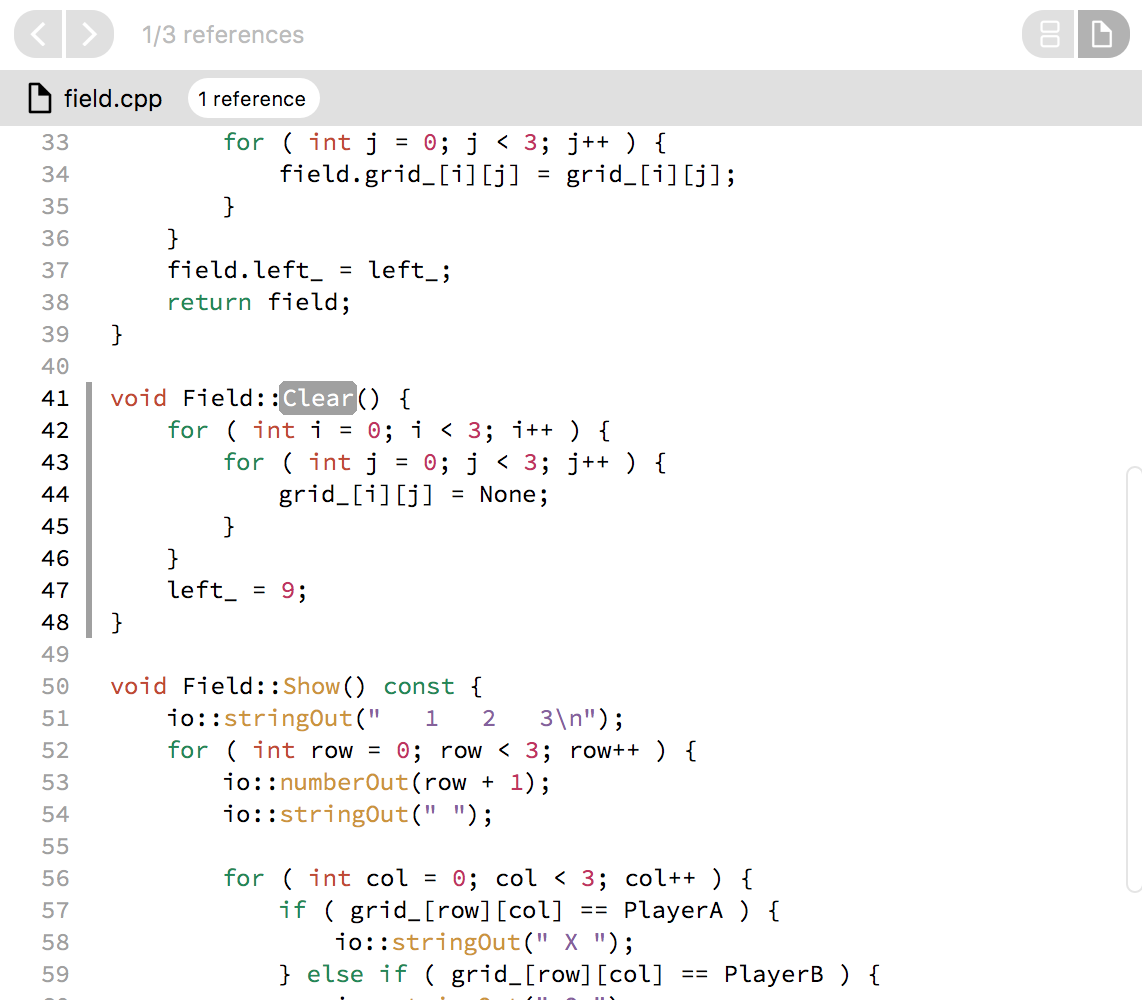 1/3 references
field.cpp 1 reference
33 for ( int j = 0; j < 3; j++ ) {
34 field.grid_[i][j] = grid_[i][j];
35 }
36 }
37 field.left_ = left_;
38 return field;
39 }
40
41 void Field::Clear() {
42 for ( int i = 0; i < 3; i++ ) {
43 for ( int j = 0; j < 3; j++ ) {
44 grid_[i][j] = None;
45 }
46 }
47 left_ = 9;
48 }
49
50 void Field::Show() const {
51 io::stringOut("   1   2   3\n");
52 for ( int row = 0; row < 3; row++ ) {
53 io::numberOut(row + 1);
54 io::stringOut(" ");
55
56 for ( int col = 0; col < 3; col++ ) {
57 if ( grid_[row][col] == PlayerA ) {
58 io::stringOut(" X ");
59 } else if ( grid_[row][col] == PlayerB ) {